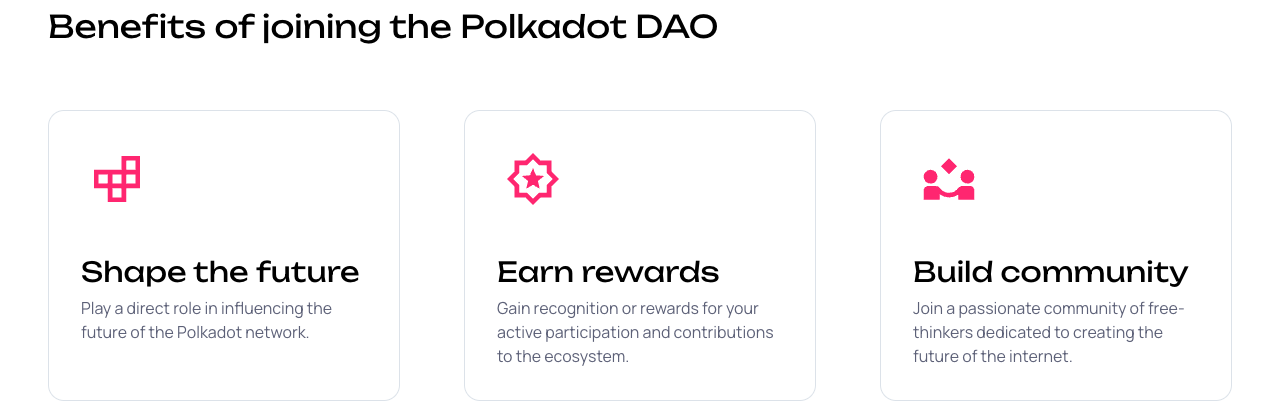 Benefits of joining the Polkadot DAO
Shape the future
Play a direct role in influencing the
future of the Polkadot network.
Earn rewards
Gain recognition or rewards for your
active participation and contributions
to the ecosystem.
Build community
Join a passionate community of free-
thinkers dedicated to creating the
future of the internet.